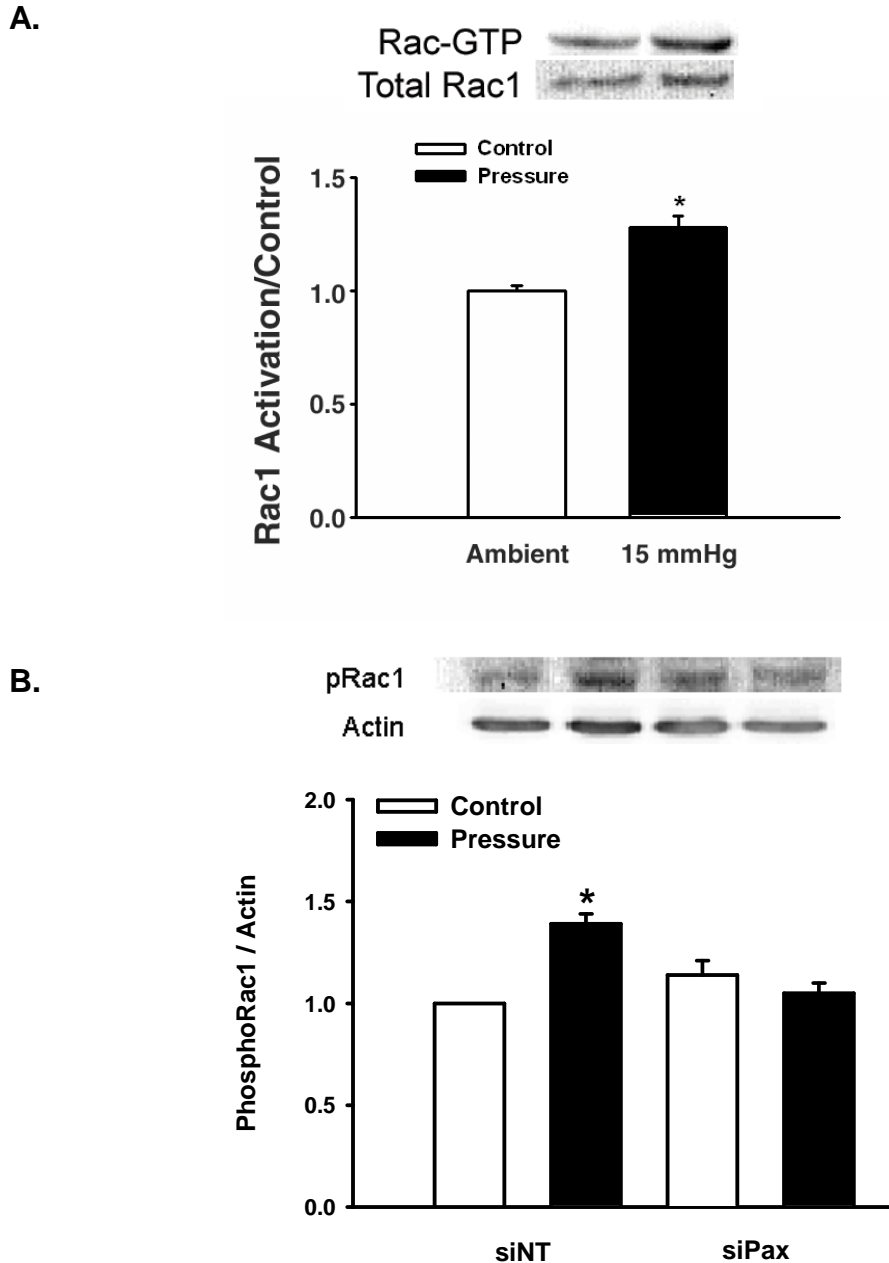 A.
Rac-GTP
Total Rac1
Control
Pressure
Rac1 Activation/Control
1.5
*
1.0
0.5
0.0
Ambient 15 mmHg
B.
pRac1
Actin
2.0
Control
Pressure
PhosphoRac1 / Actin
1.5
*
1.0
0.5
0.0
siNT siPax